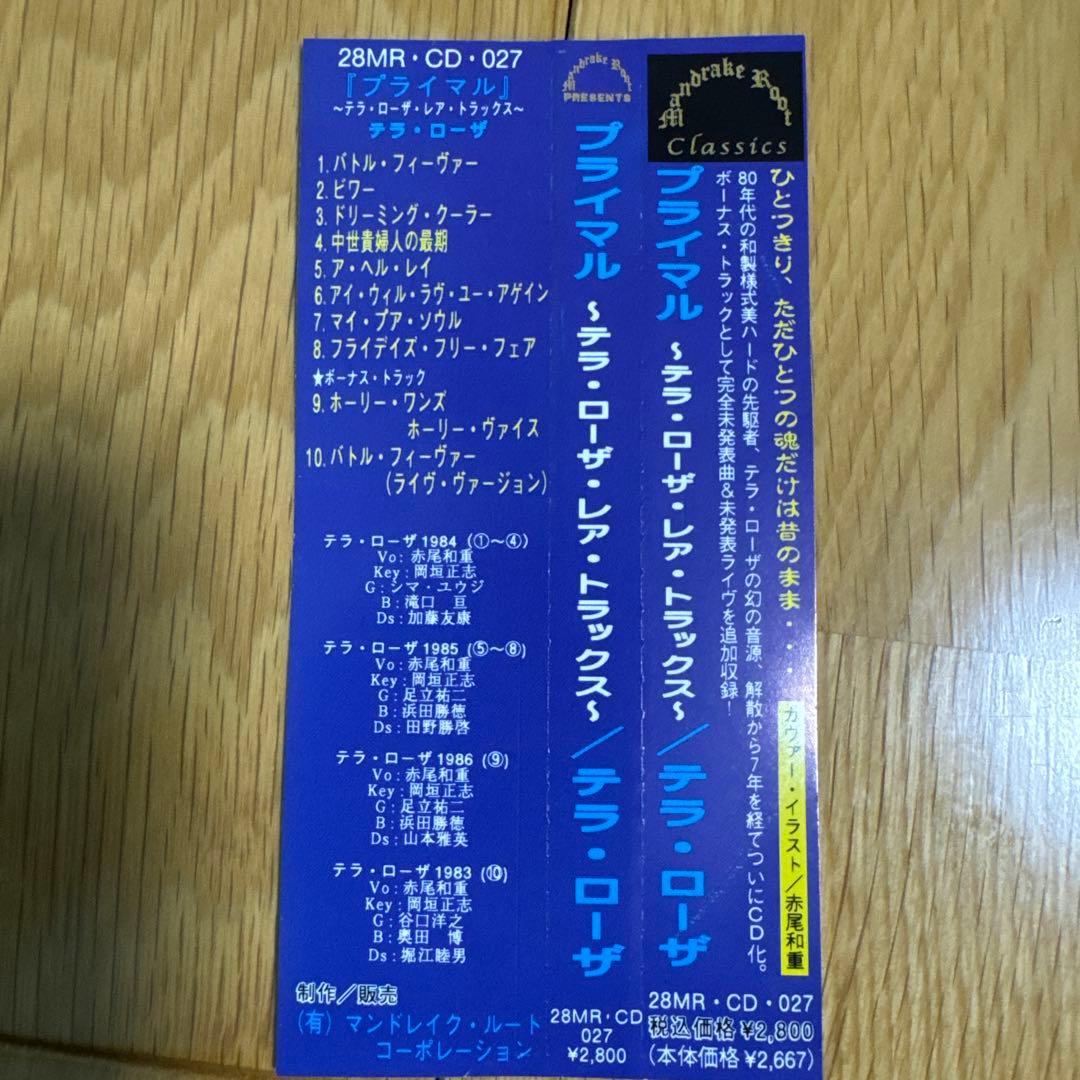 28MR・CD・027
『プライマル』
～テラ・ローザ・レア・トラックス～
テラ・ローザ
1.バトル・フィーヴァー
2.ビワー
3.ドリーミング・クーラー
4.中世貴婦人の最期
5.ア・ヘル・レイ
6.アイ・ウィル・ラヴ・ユー・アゲイン
7.マイ・プア・ソウル
8.フライデイズ・フリー・フェア
★ボーナス・トラック
9.ホーリー・ワンズ
ホーリー・ヴァイス
10.バトル・フィーヴァー
(ライヴ・ヴァージョン)
テラ・ローザ1984 (①～④)
Vo:赤尾和重
Key:岡垣正志
G:シマ・ユウジ
B:滝口 亘
Ds:加藤友康
テラ・ローザ1985 (⑤～⑧)
Vo:赤尾和重
Key:岡垣正志
G:足立祐二
B:浜田勝徳
Ds:田野勝啓
テラ・ローザ1986 (⑨)
Vo:赤尾和重
Key:岡垣正志
G:足立祐二
B:浜田勝徳
Ds:山本雅英
テラ・ローザ1983 (⑩)
Vo:赤尾和重
Key:岡垣正志
G:谷口洋之
B:奥田 博
Ds:堀江睦男
制作／販売
(有) マンドレイク・ルート
コーポレーション
Mandrake Root
PRESENTS
プライマル ～テラ・ローザ・レア・トラックス～／テラ・ローザ
28MR・CD
027
¥2,800
Mandrake Root
Classics
ひとつきり、ただひとつの魂だけは昔のまま・・・
80年代の和製様式美ハードの先駆者、テラ・ローザの幻の音源、解散から7年を経てついにCD化。
ボーナス・トラックとして完全未発表曲&未発表ライヴを追加収録！
プライマル ～テラ・ローザ・レア・トラックス～／テラ・ローザ
カヴァー・イラスト／赤尾和重
28MR・CD・027
税込価格¥2,800
(本体価格¥2,667)